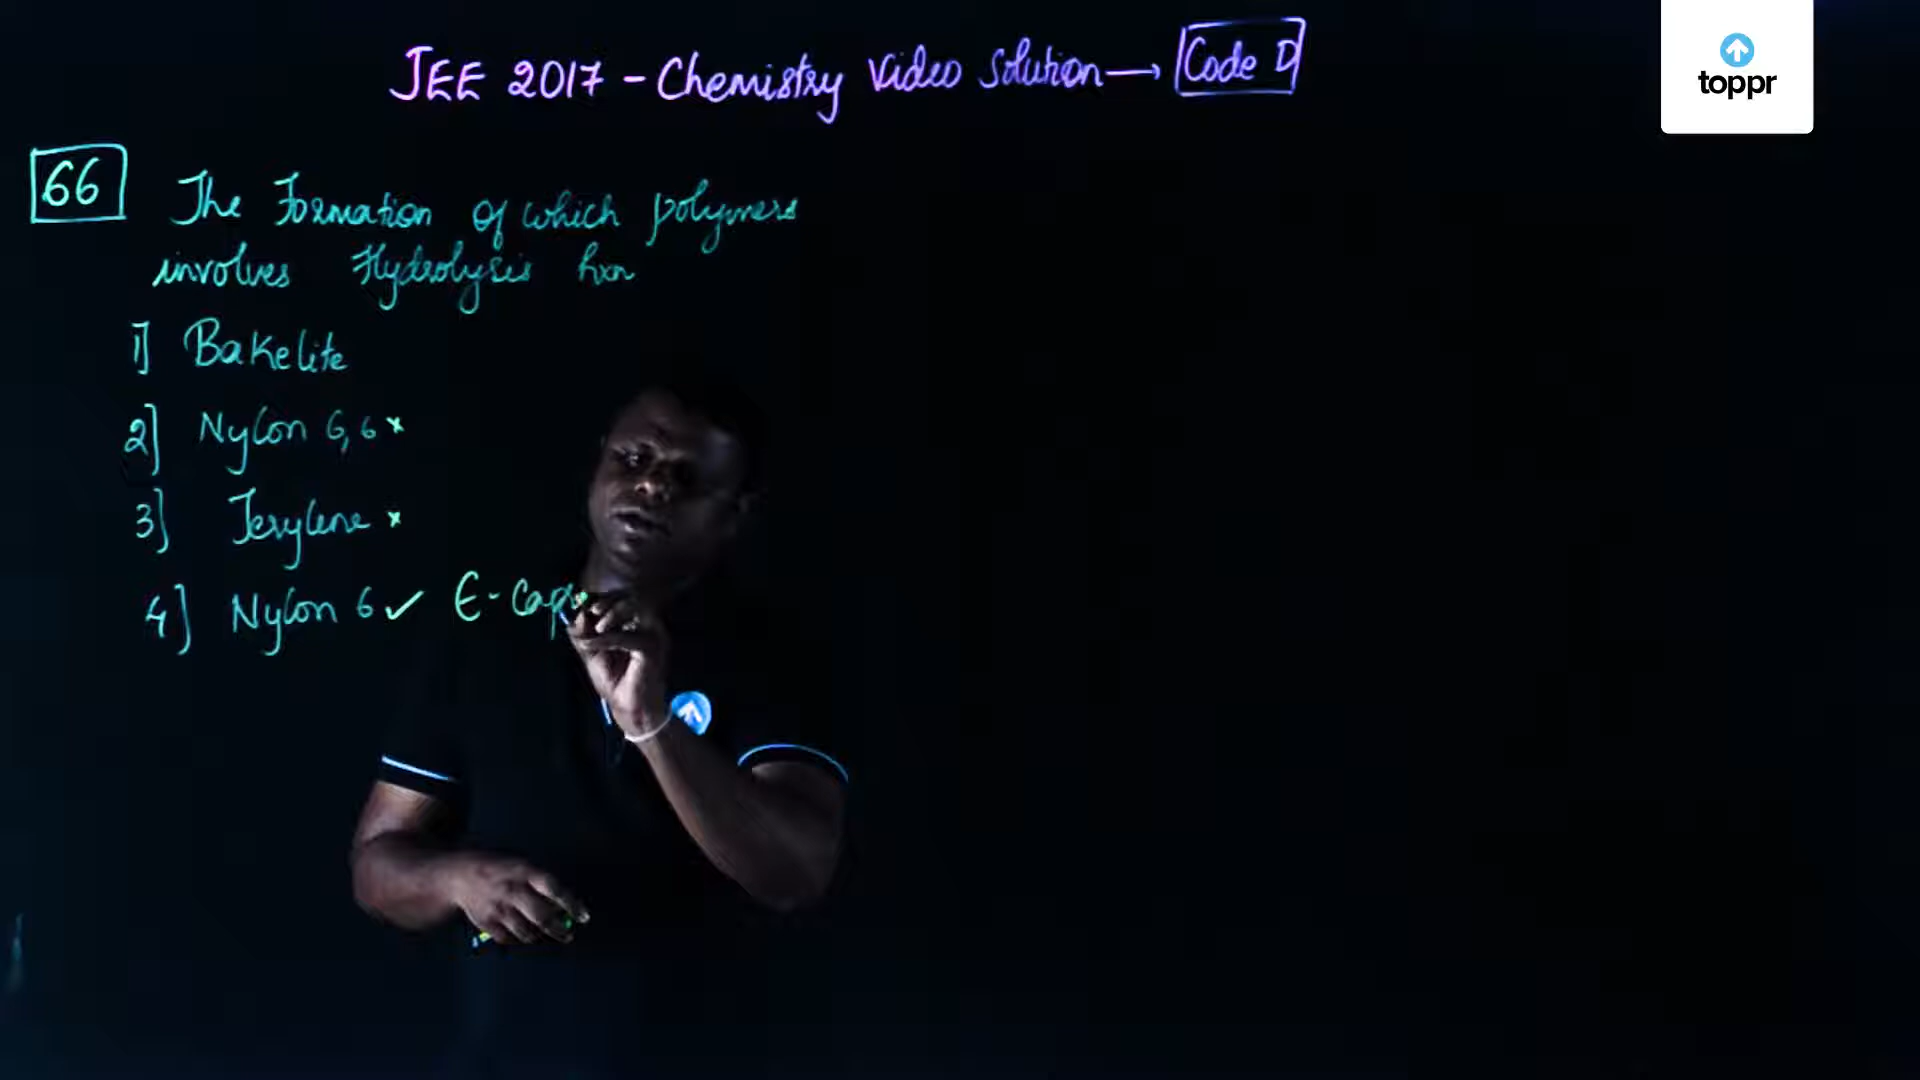 JEE 2017 - Chemistry Video Solution → Code D
toppr
66 The Formation of which polymers
involves Hydrolysis rxn
1] Bakelite
2] Nylon 6,6 ×
3] Terylene ×
4] Nylon 6 ✓ ε-Cap